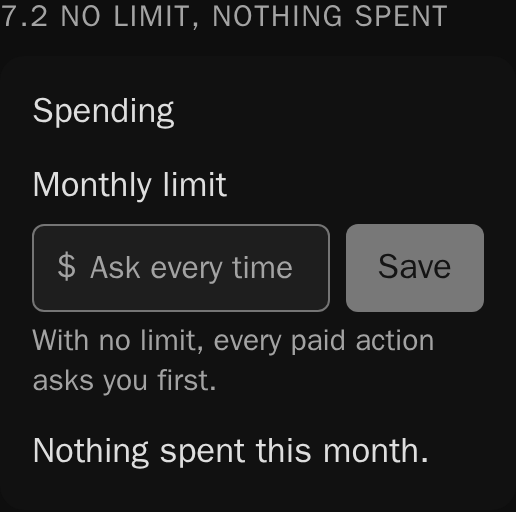 7.2 NO LIMIT, NOTHING SPENT
Spending
Monthly limit
$ Ask every time
Save
With no limit, every paid action
asks you first.
Nothing spent this month.